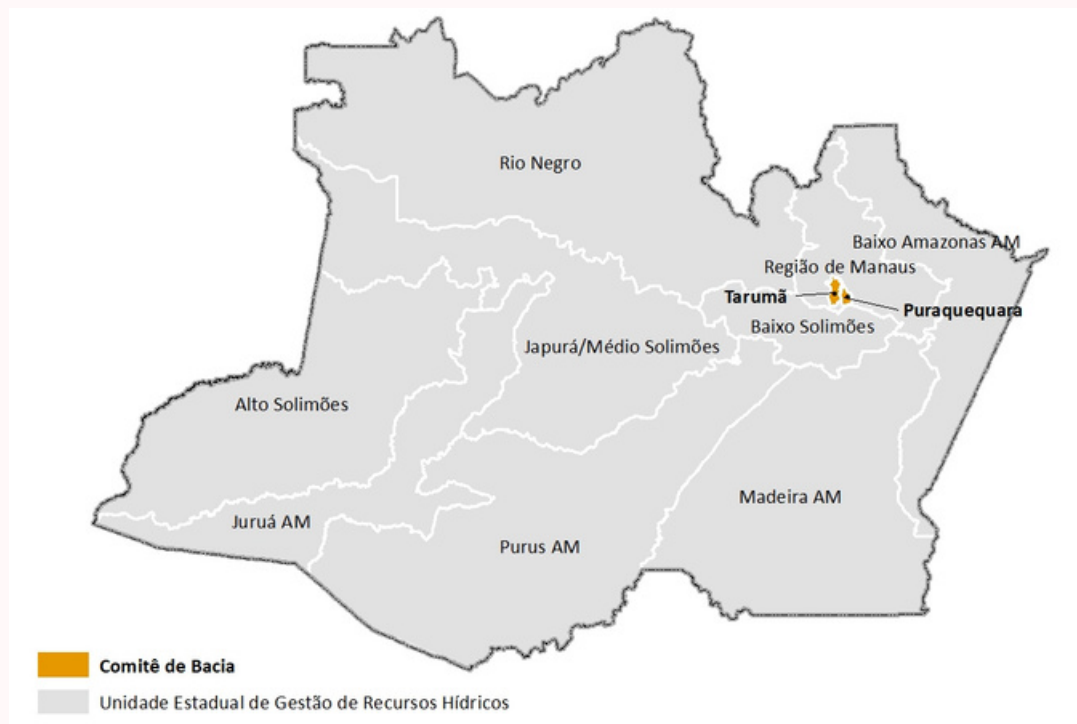 Rio Negro
Baixo Amazonas AM
Região de Manaus
Tarumã
Puraquequara
Baixo Solimões
Japurá/Médio Solimões
Alto Solimões
Madeira AM
Juruá AM
Purus AM
Comitê de Bacia
Unidade Estadual de Gestão de Recursos Hídricos